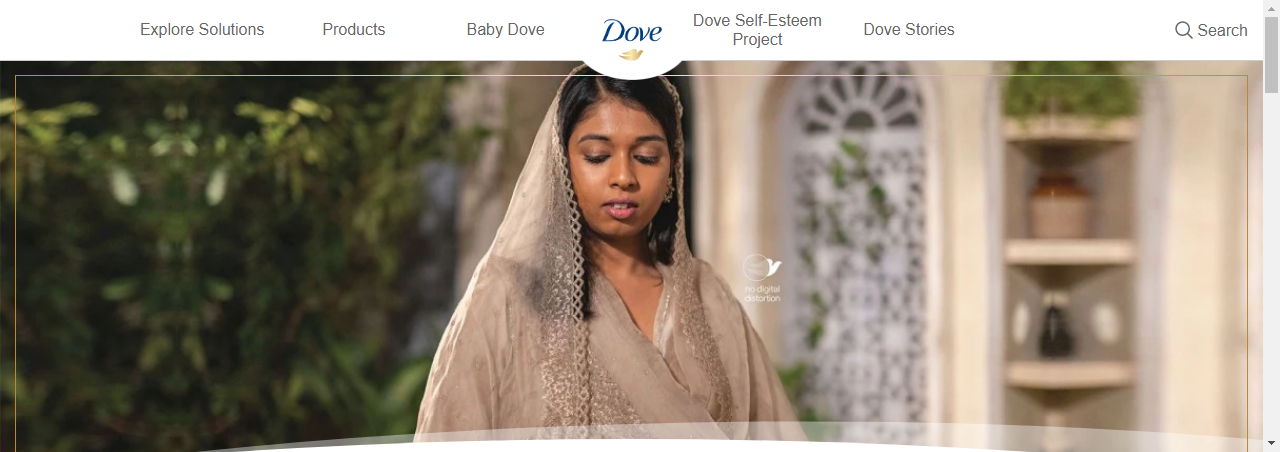 Explore Solutions
Products
Baby Dove
Dove
Dove Self-Esteem
Project
Dove Stories
Search
no digital
distortion